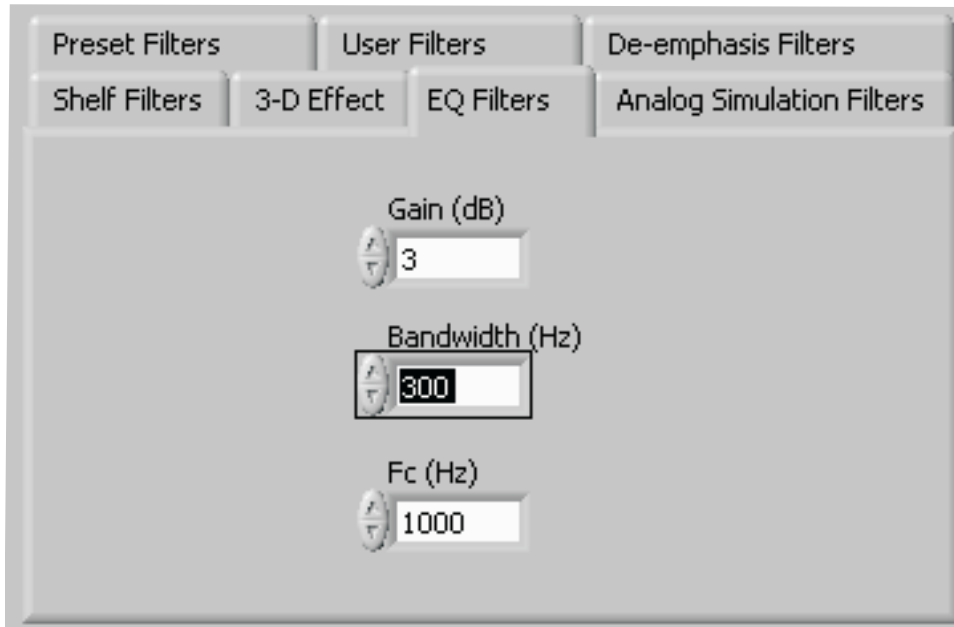 Preset Filters User Filters De-emphasis Filters
Shelf Filters 3-D Effect EQ Filters Analog Simulation Filters
Gain (dB)
3
Bandwidth (Hz)
300
Fc (Hz)
1000